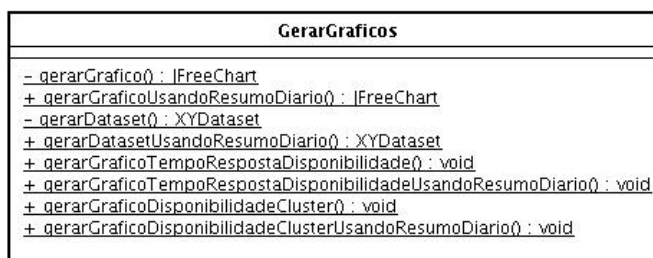 GerarGraficos
- gerarGrafico() : JFreeChart
+ gerarGraficoUsandoResumoDiario() : JFreeChart
- gerarDataset() : XYDataset
+ gerarDatasetUsandoResumoDiario() : XYDataset
+ gerarGraficoTempoRespostaDisponibilidade() : void
+ gerarGraficoTempoRespostaDisponibilidadeUsandoResumoDiario() : void
+ gerarGraficoDisponibilidadeCluster() : void
+ gerarGraficoDisponibilidadeClusterUsandoResumoDiario() : void